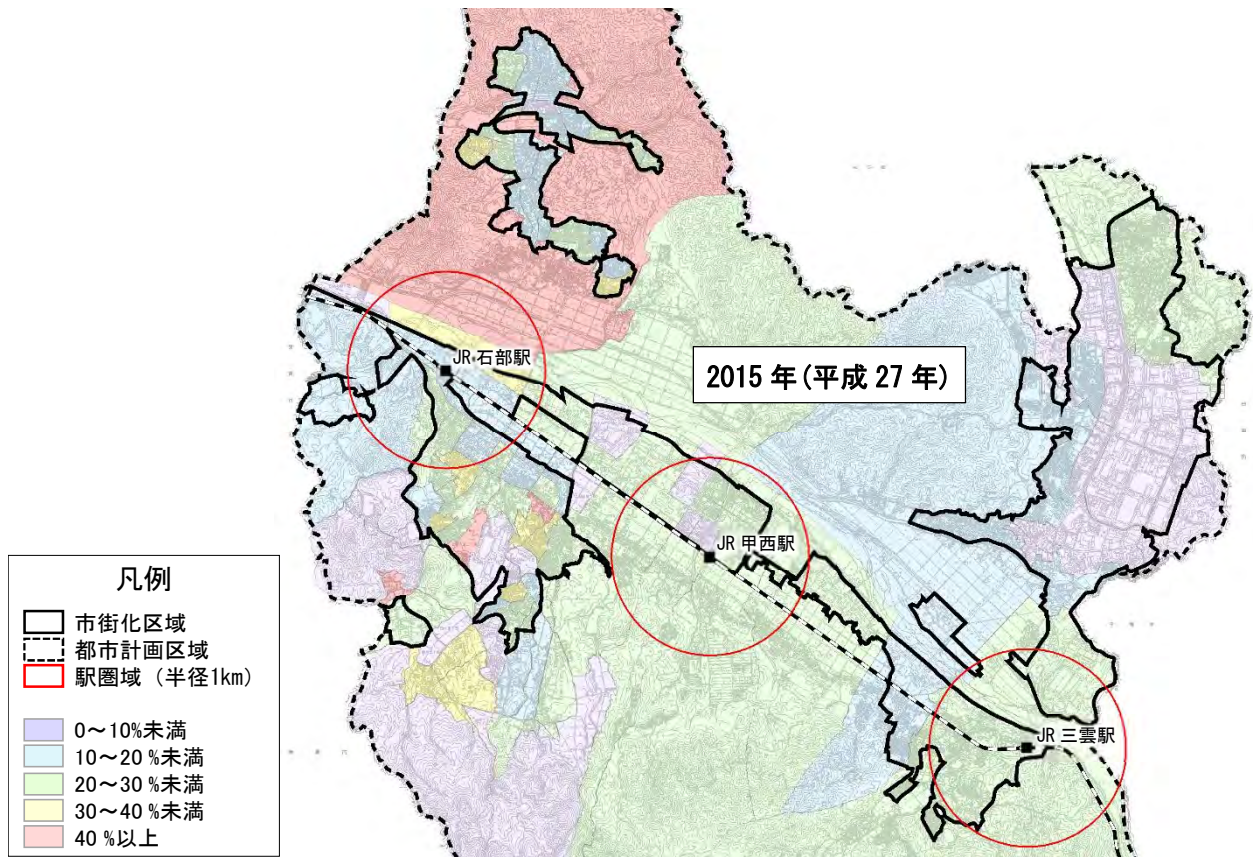 JR 石部駅
2015 年(平成 27 年)
JR 甲西駅
JR 三雲駅
凡例
市街化区域
都市計画区域
駅圏域（半径1km）
0～10%未満
10～20 %未満
20～30 %未満
30～40 %未満
40 %以上